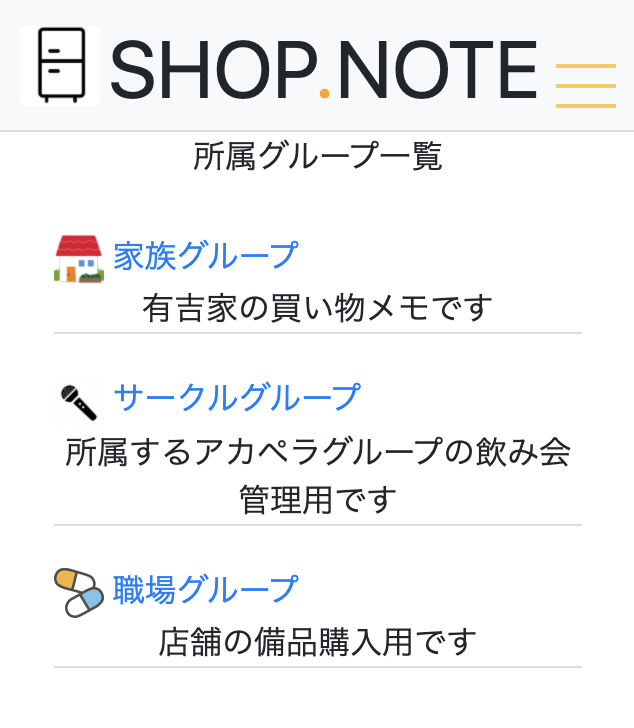 SHOP.NOTE
所属グループ一覧
家族グループ
有吉家の買い物メモです
サークルグループ
所属するアカペラグループの飲み会
管理用です
職場グループ
店舗の備品購入用です